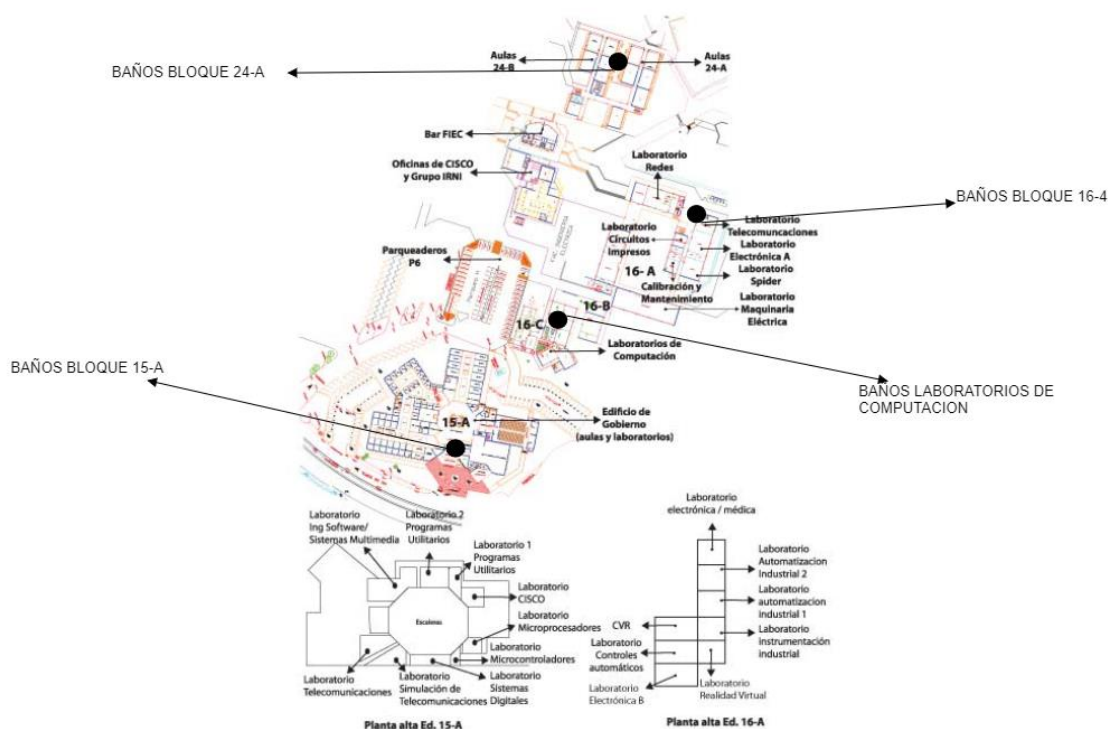 BAÑOS BLOQUE 24-A
Aulas
24-B
Aulas
24-A
Bar FIEC
Oficinas de CISCO
y Grupo IRNI
Laboratorio
Redes
BAÑOS BLOQUE 16-4
Laboratorio
Telecomuncaciones
Laboratorio
Circuitos
Impresos
Laboratorio
Electrónica A
16- A
Laboratorio
Spider
Calibración y
Mantenimiento
Laboratorio
Maquinaria
Eléctrica
FAC. INGENIERIA
ELECTRICA
Parqueaderos
P6
16-B
16-C
Laboratorios de
Computación
BAÑOS BLOQUE 15-A
BAÑOS LABORATORIOS DE
COMPUTACION
15-A
Edificio de
Gobierno
(aulas y laboratorios)
Laboratorio
Ing Software/
Sistemas Multimedia
Laboratorio 2
Programas
Utilitarios
Laboratorio 1
Programas
Utilitarios
Laboratorio
CISCO
Escaleras
Laboratorio
Microprocesadores
Laboratorio
Microcontroladores
Laboratorio
Telecomunicaciones
Laboratorio
Simulación de
Telecomunicaciones
Laboratorio
Sistemas
Digitales
Planta alta Ed. 15-A
Laboratorio
electrónica / médica
Laboratorio
Automatizacion
Industrial 2
Laboratorio
automatizacion
industrial 1
CVR
Laboratorio
instrumentación
industrial
Laboratorio
Controles
automáticos
Laboratorio
Electrónica B
Laboratorio
Realidad Virtual
Planta alta Ed. 16-A